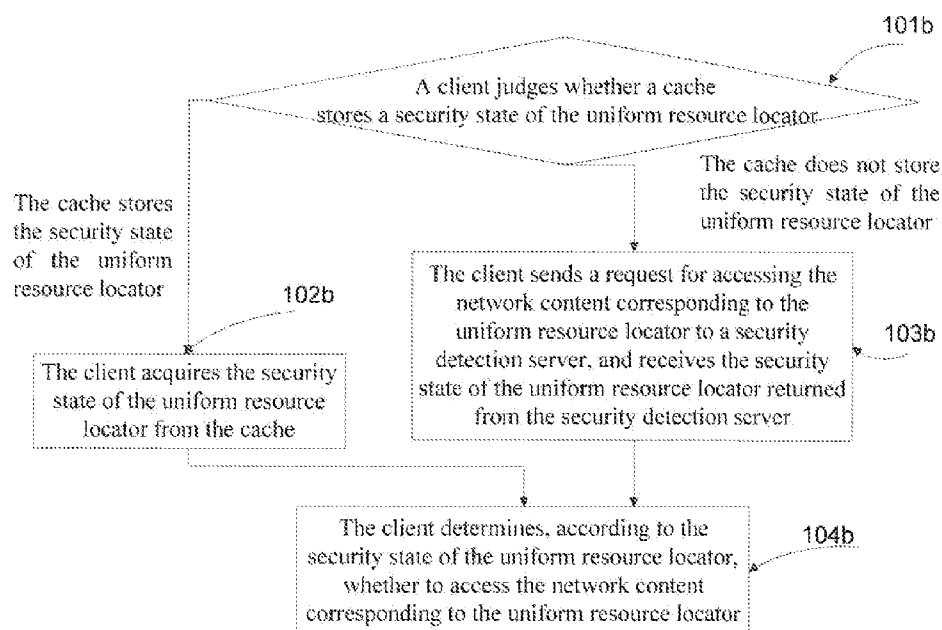 101b
A client judges whether a cache
stores a security state of the uniform resource locator
The cache does not store
the security state of the
uniform resource locator
The cache stores
the security state
of the uniform
resource locator
The client sends a request for accessing the
network content corresponding to the
uniform resource locator to a security
detection server, and receives the security
state of the uniform resource locator returned
from the security detection server
103b
102b
The client acquires the security
state of the uniform resource
locator from the cache
The client determines, according to the
security state of the uniform resource locator,
whether to access the network content
corresponding to the uniform resource locator
104b